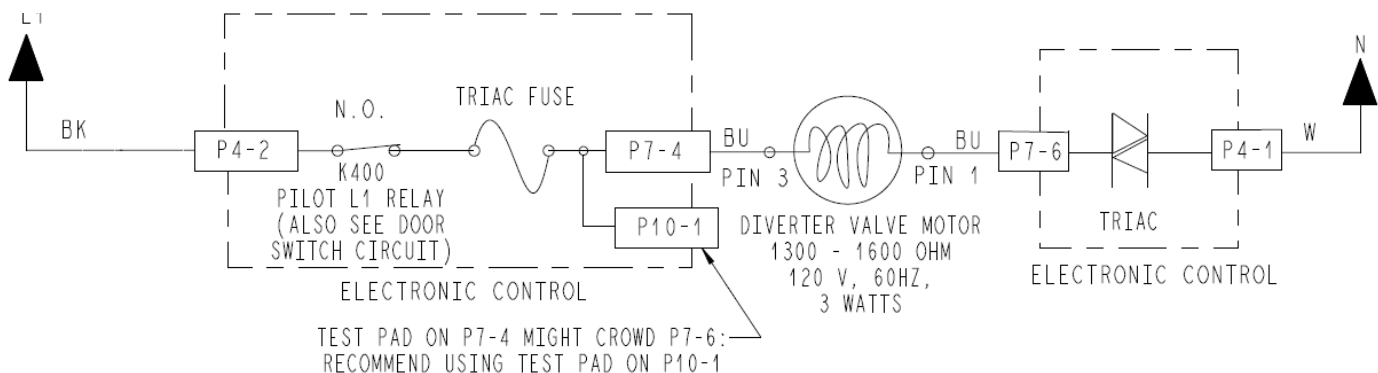 L1
N
TRIAC FUSE
N.O.
BK
P4-2
K400
PILOT L1 RELAY
(ALSO SEE DOOR
SWITCH CIRCUIT)
P7-4
P10-1
ELECTRONIC CONTROL
BU
PIN 3
BU
PIN 1
DIVERTER VALVE MOTOR
1300 - 1600 OHM
120 V, 60HZ,
3 WATTS
P7-6
P4-1
W
TRIAC
ELECTRONIC CONTROL
TEST PAD ON P7-4 MIGHT CROWD P7-6:
RECOMMEND USING TEST PAD ON P10-1